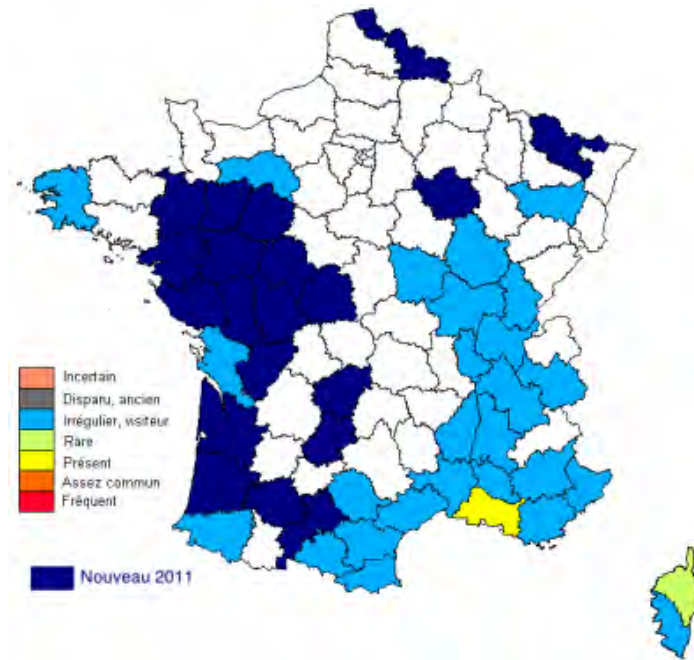 Incertain
Disparu, ancien
Irrégulier, visiteur
Rare
Présent
Assez commun
Fréquent
Nouveau 2011